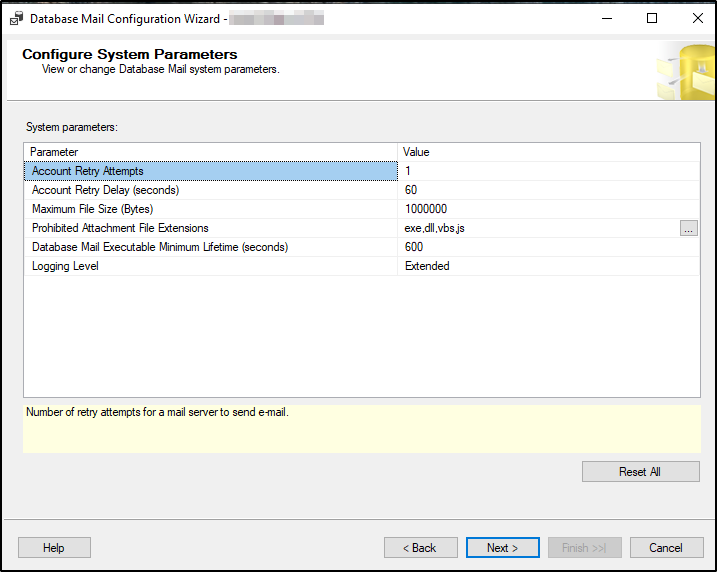 Database Mail Configuration Wizard -
Configure System Parameters
View or change Database Mail system parameters.
System parameters:
Parameter Value
Account Retry Attempts 1
Account Retry Delay (seconds) 60
Maximum File Size (Bytes) 1000000
Prohibited Attachment File Extensions exe,dll,vbs,js ...
Database Mail Executable Minimum Lifetime (seconds) 600
Logging Level Extended
Number of retry attempts for a mail server to send e-mail.
Reset All
Help < Back Next > Finish >>| Cancel